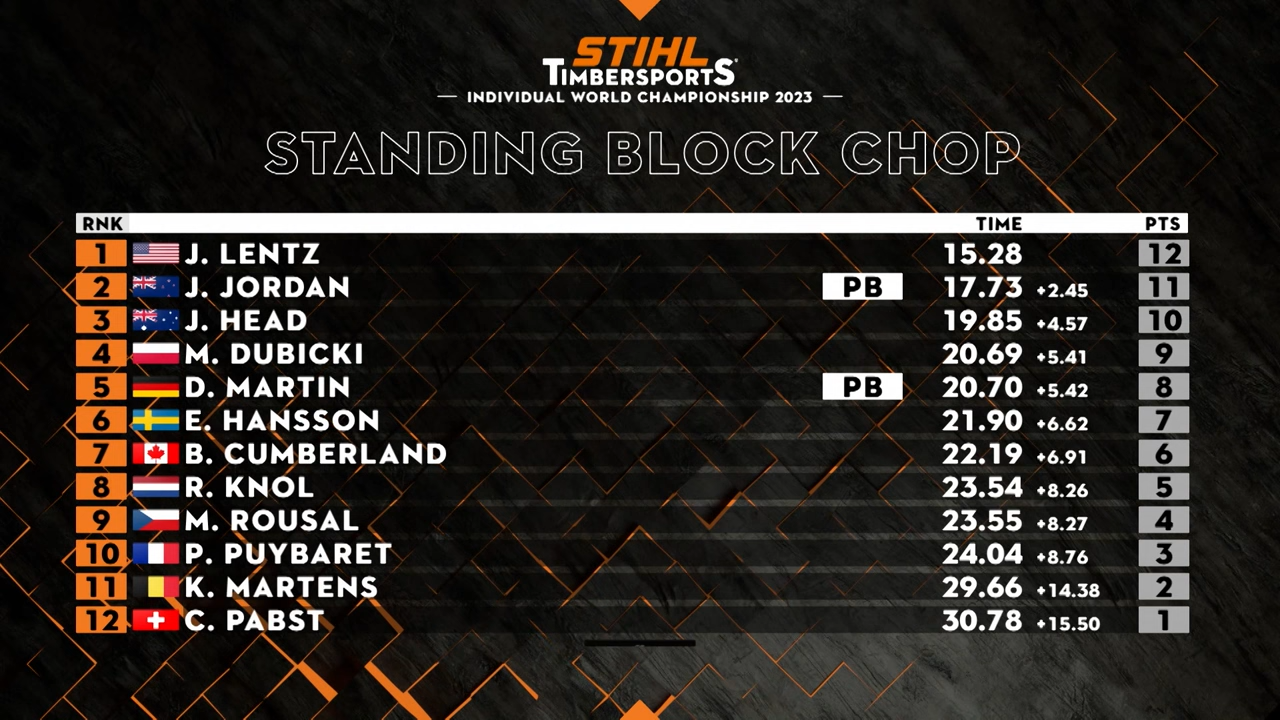 STIHL
TIMBERSPORTS®
INDIVIDUAL WORLD CHAMPIONSHIP 2023
STANDING BLOCK CHOP
RNK TIME PTS
1 J. LENTZ 15.28 12
2 J. JORDAN PB 17.73 +2.45 11
3 J. HEAD 19.85 +4.57 10
4 M. DUBICKI 20.69 +5.41 9
5 D. MARTIN PB 20.70 +5.42 8
6 E. HANSSON 21.90 +6.62 7
7 B. CUMBERLAND 22.19 +6.91 6
8 R. KNOL 23.54 +8.26 5
9 M. ROUSAL 23.55 +8.27 4
10 P. PUYBARET 24.04 +8.76 3
11 K. MARTENS 29.66 +14.38 2
12 C. PABST 30.78 +15.50 1